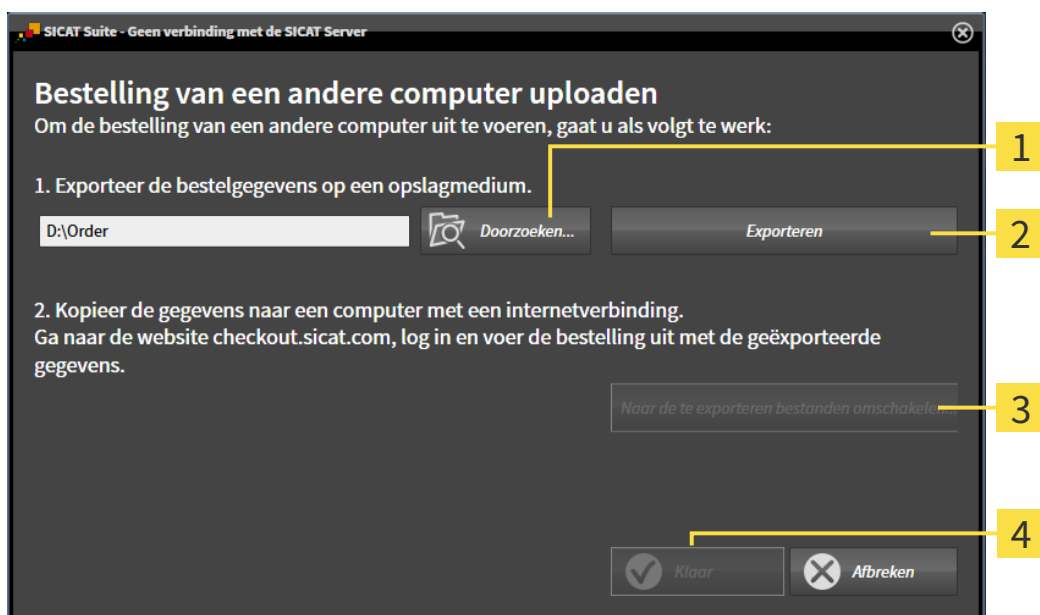 SICAT Suite - Geen verbinding met de SICAT Server
Bestelling van een andere computer uploaden
Om de bestelling van een andere computer uit te voeren, gaat u als volgt te werk:
1
1. Exporteer de bestelgegevens op een opslagmedium.
D:\Order
Doorzoeken...
Exporteren
2
2. Kopieer de gegevens naar een computer met een internetverbinding.
Ga naar de website checkout.sicat.com, log in en voer de bestelling uit met de geëxporteerde
gegevens.
Naar de te exporteren bestanden omschakelen...
3
4
Klaar
Afbreken